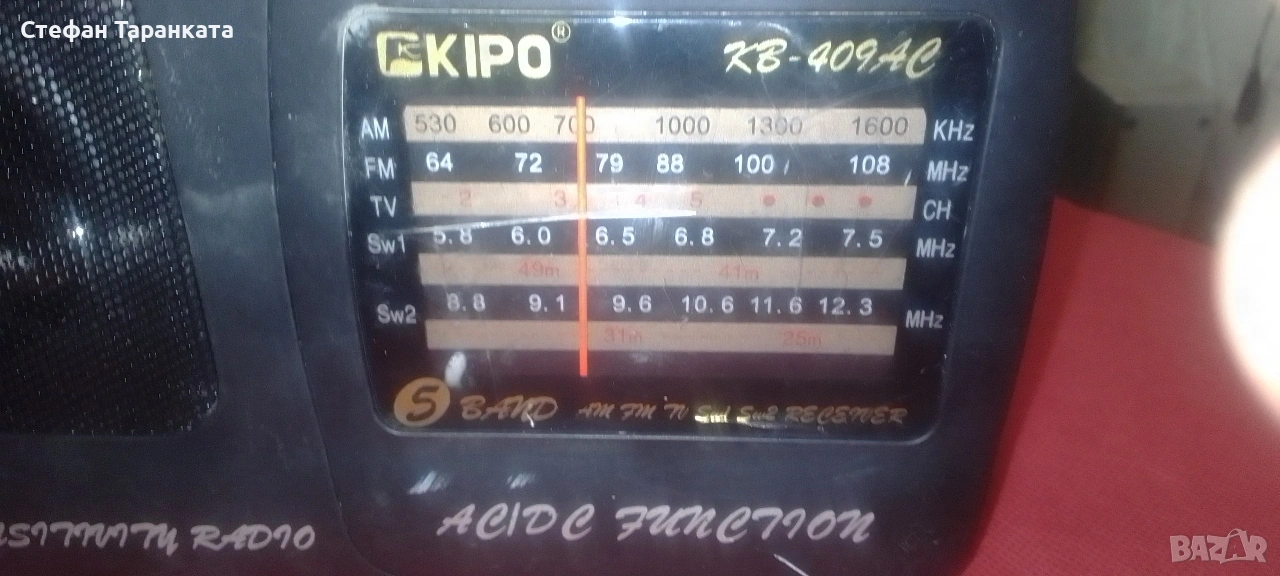 Стефан Таранката
KIPO® KB-409AC
AM 530 600 700 1000 1300 1600 KHz
FM 64 72 79 88 100 108 MHz
TV 2 3 4 5 CH
Sw1 5.8 6.0 6.5 6.8 7.2 7.5 MHz
49m 41m
Sw2 8.8 9.1 9.6 10.6 11.6 12.3 MHz
31m 25m
5 BAND AM FM TV Sw1 Sw2 RECEIVER
AC/DC FUNCTION
RADIO
BAZAR